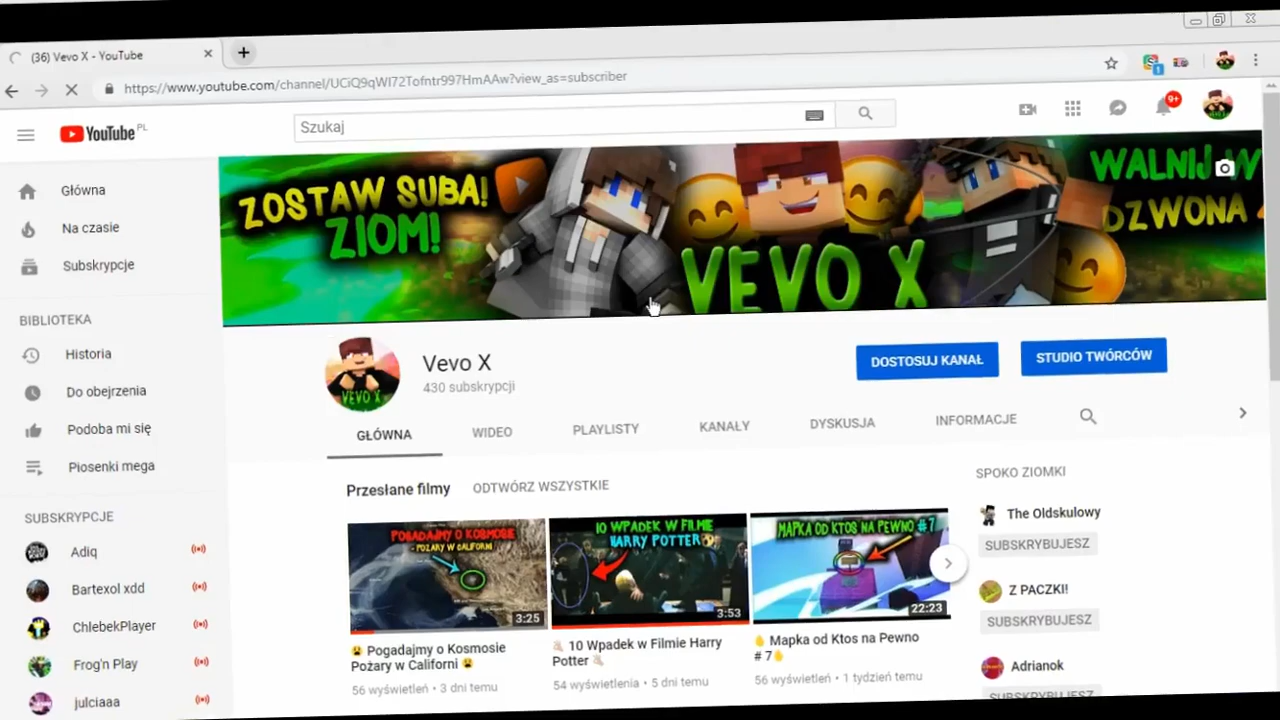 (36) Vevo X - YouTube
https://www.youtube.com/channel/UCiQ9qWI72Tofntr997HmAAw?view_as=subscriber
YouTube PL
Szukaj
9+
1
Główna
Na czasie
Subskrypcje
BIBLIOTEKA
Historia
Do obejrzenia
Podoba mi się
Piosenki mega
SUBSKRYPCJE
Adiq
Bartexol xdd
ChlebekPlayer
Frog'n Play
julciaaa
ZOSTAW SUBA!
ZIOM!
VEVO X
WALNIJ W
DZWONA
VEVO X
Vevo X
430 subskrypcji
DOSTOSUJ KANAŁ
STUDIO TWÓRCÓW
GŁÓWNA
WIDEO
PLAYLISTY
KANAŁY
DYSKUSJA
INFORMACJE
Przesłane filmy
ODTWÓRZ WSZYSTKIE
POGADAJMY O KOSMOSIE
- POŻARY W CALIFORNI
3:25
😫 Pogadajmy o Kosmosie
Pożary w Californi 😫
56 wyświetleń • 3 dni temu
10 WPADEK W FILMIE
HARRY POTTER
3:53
👏🏻 10 Wpadek w Filmie Harry
Potter 👏🏻
54 wyświetlenia • 5 dni temu
MAPKA OD KTOS NA PEWNO #7
22:23
👋 Mapka od Ktos na Pewno
# 7👋
56 wyświetleń • 1 tydzień temu
SPOKO ZIOMKI
The Oldskulowy
SUBSKRYBUJESZ
Z PACZKI!
SUBSKRYBUJESZ
Adrianok
SUBSKRYBUJESZ